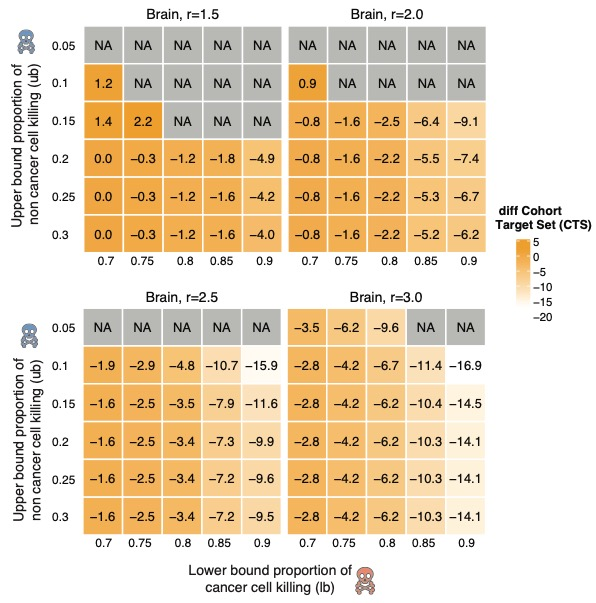 Brain, r=1.5
Brain, r=2.0
Upper bound proportion of
non cancer cell killing (ub)
0.05 NA NA NA NA NA NA NA NA NA NA
0.1 1.2 NA NA NA NA 0.9 NA NA NA NA
0.15 1.4 2.2 NA NA NA −0.8 −1.6 −2.5 −6.4 −9.1
0.2 0.0 −0.3 −1.2 −1.8 −4.9 −0.8 −1.6 −2.2 −5.5 −7.4
0.25 0.0 −0.3 −1.2 −1.6 −4.2 −0.8 −1.6 −2.2 −5.3 −6.7
0.3 0.0 −0.3 −1.2 −1.6 −4.0 −0.8 −1.6 −2.2 −5.2 −6.2
0.7 0.75 0.8 0.85 0.9 0.7 0.75 0.8 0.85 0.9
diff Cohort
Target Set (CTS)
5
0
−5
−10
−15
−20
Brain, r=2.5
Brain, r=3.0
Upper bound proportion of
non cancer cell killing (ub)
0.05 NA NA NA NA NA −3.5 −6.2 −9.6 NA NA
0.1 −1.9 −2.9 −4.8 −10.7 −15.9 −2.8 −4.2 −6.7 −11.4 −16.9
0.15 −1.6 −2.5 −3.5 −7.9 −11.6 −2.8 −4.2 −6.2 −10.4 −14.5
0.2 −1.6 −2.5 −3.4 −7.3 −9.9 −2.8 −4.2 −6.2 −10.3 −14.1
0.25 −1.6 −2.5 −3.4 −7.2 −9.6 −2.8 −4.2 −6.2 −10.3 −14.1
0.3 −1.6 −2.5 −3.4 −7.2 −9.5 −2.8 −4.2 −6.2 −10.3 −14.1
0.7 0.75 0.8 0.85 0.9 0.7 0.75 0.8 0.85 0.9
Lower bound proportion of
cancer cell killing (lb)